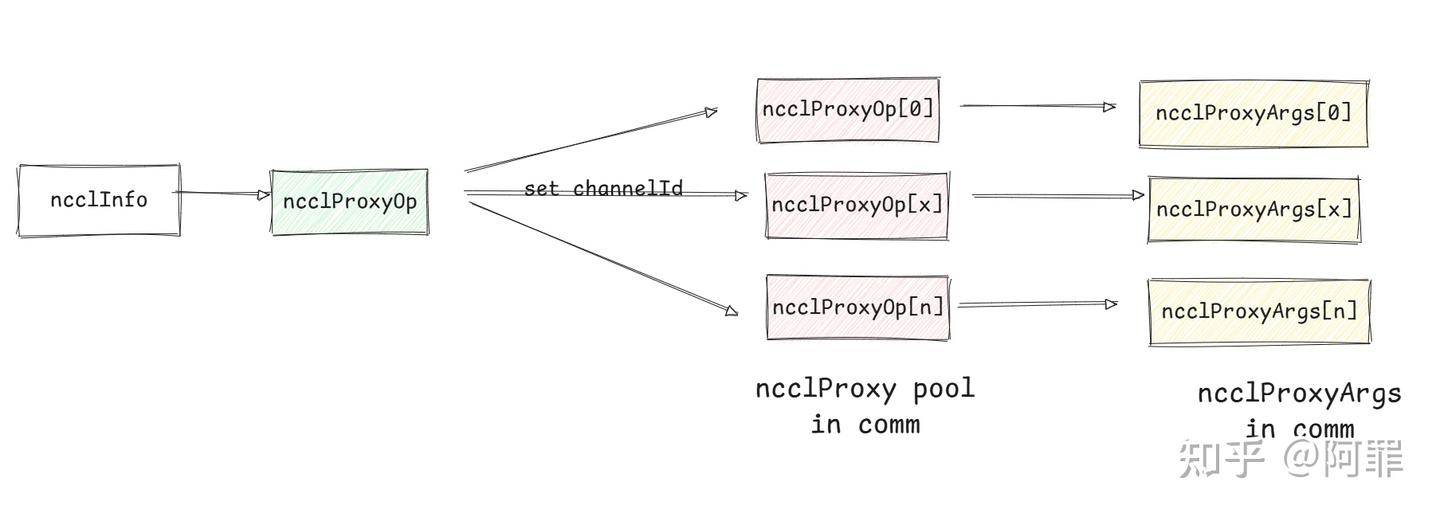 ncclProxyOp[0]
ncclProxyArgs[0]
ncclInfo
ncclProxyOp
set channelId
ncclProxyOp[x]
ncclProxyArgs[x]
ncclProxyOp[n]
ncclProxyArgs[n]
ncclProxy pool
in comm
ncclProxyArgs
in comm
知乎 @阿罪